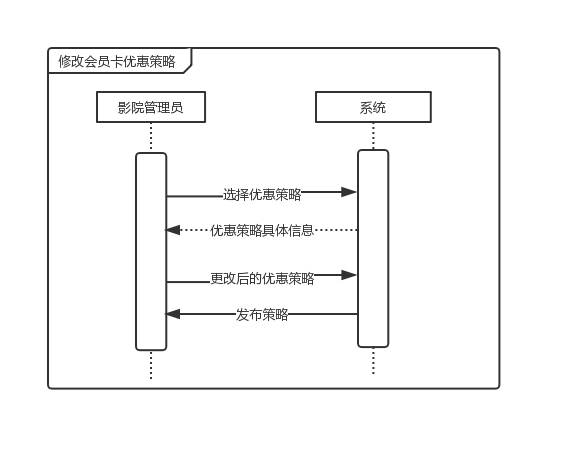 修改会员卡优惠策略
影院管理员
系统
选择优惠策略
优惠策略具体信息
更改后的优惠策略
发布策略